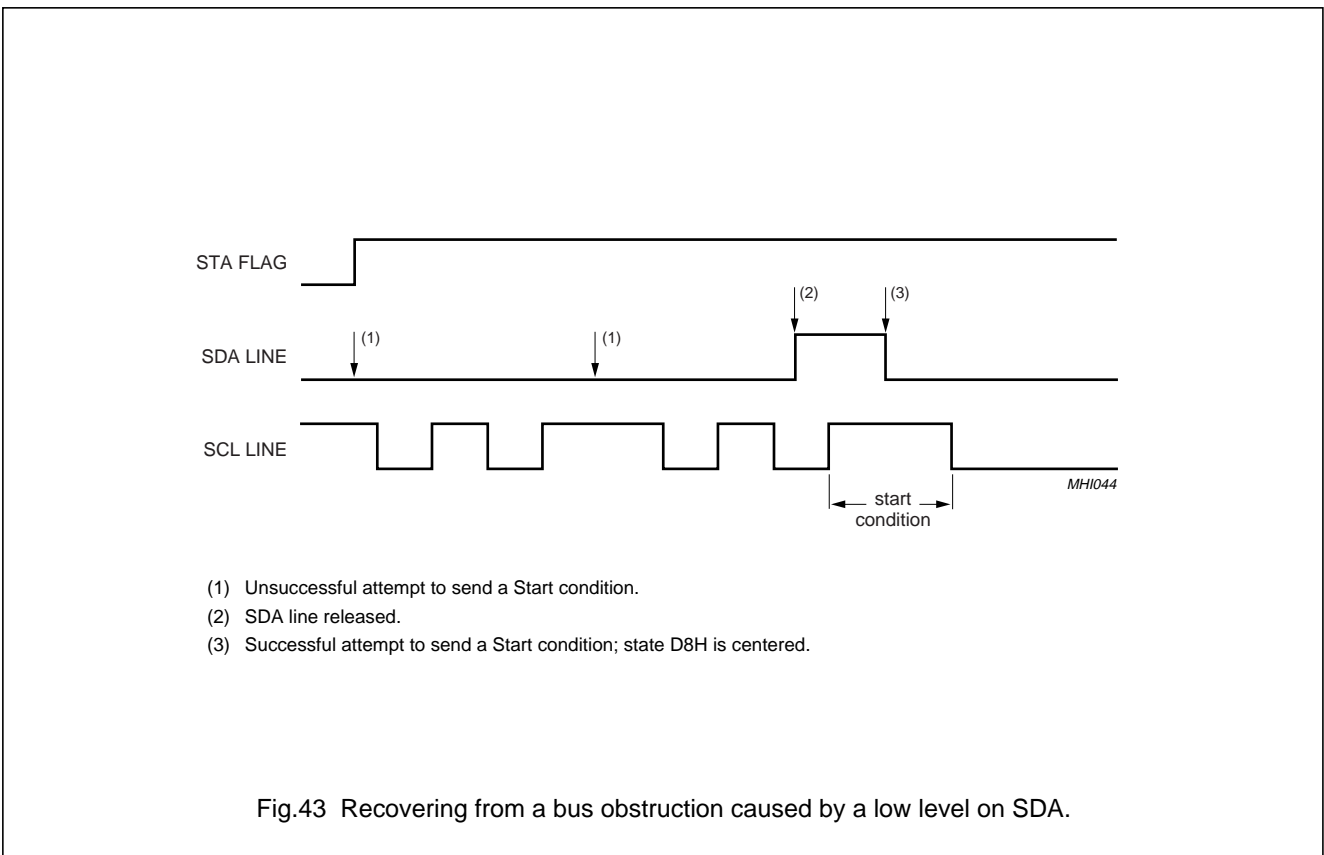 STA FLAG
(2)
(3)
SDA LINE
(1)
(1)
SCL LINE
MHI044
start
condition
(1) Unsuccessful attempt to send a Start condition.
(2) SDA line released.
(3) Successful attempt to send a Start condition; state D8H is centered.
Fig.43 Recovering from a bus obstruction caused by a low level on SDA.